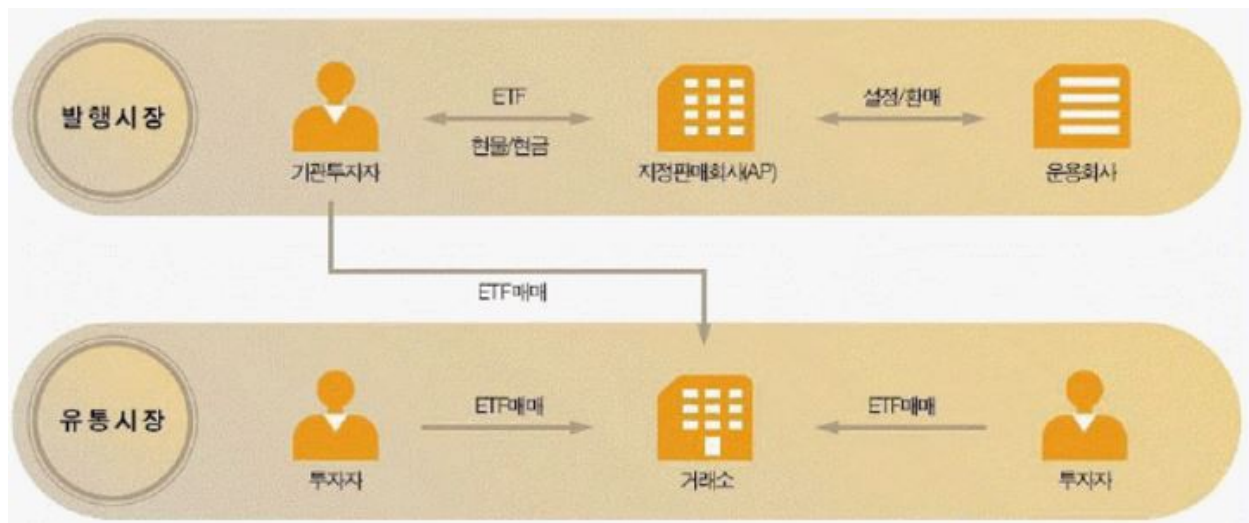 발행시장
ETF
현물/현금
설정/환매
기관투자자
지정판매회사(AP)
운용회사
ETF매매
유통시장
ETF매매
ETF매매
투자자
거래소
투자자